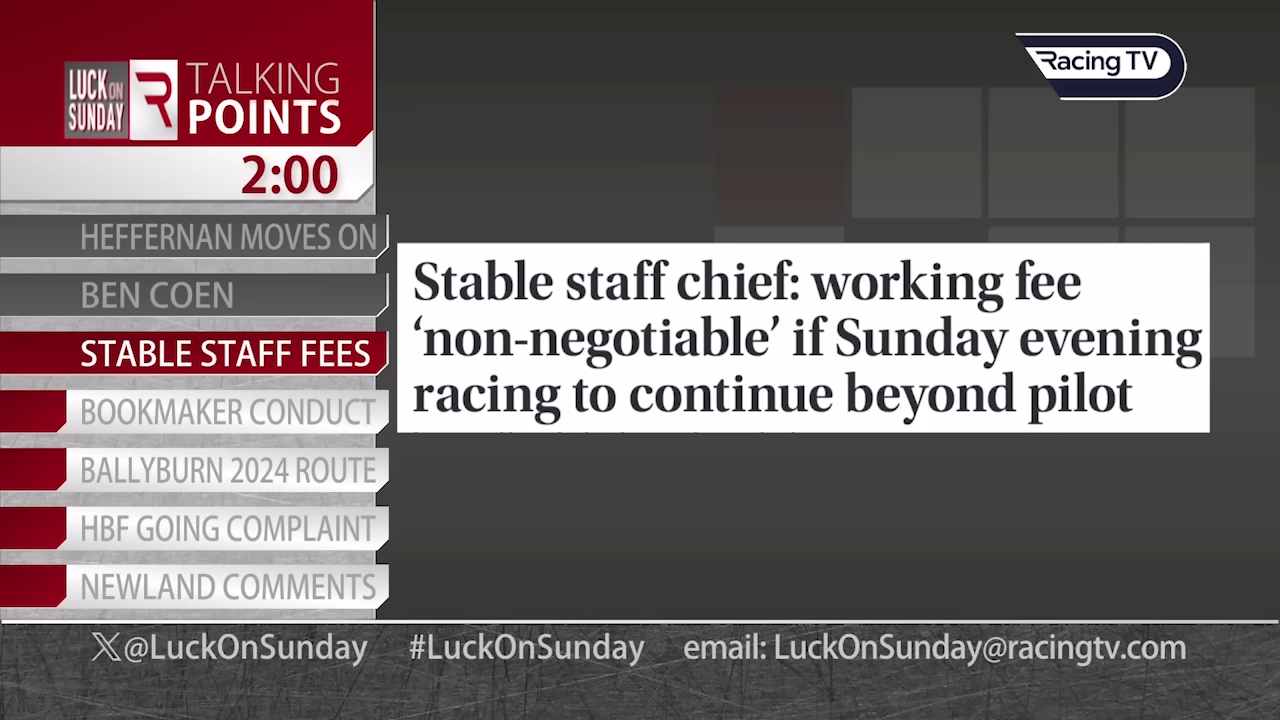 LUCK ON
SUNDAY
TALKING
POINTS
2:00
HEFFERNAN MOVES ON
BEN COEN
STABLE STAFF FEES
BOOKMAKER CONDUCT
BALLYBURN 2024 ROUTE
HBF GOING COMPLAINT
NEWLAND COMMENTS
Racing TV
Stable staff chief: working fee
‘non-negotiable’ if Sunday evening
racing to continue beyond pilot
@LuckOnSunday #LuckOnSunday email: LuckOnSunday@racingtv.com